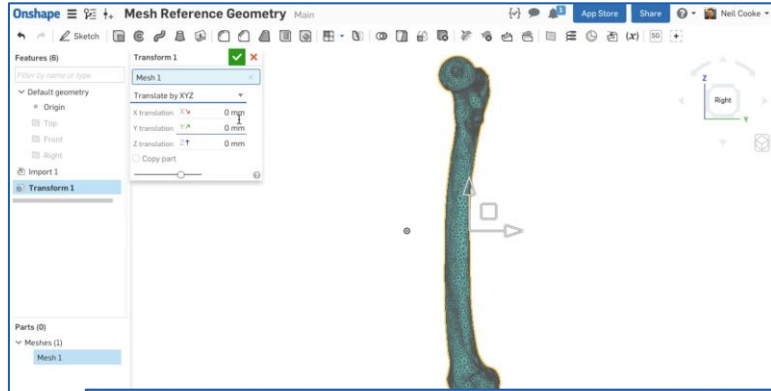 Onshape Mesh Reference Geometry Main App Store Share Neil Cooke
Sketch (x)
Features (6)
Filter by name or type
Default geometry
Origin
Top
Front
Right
Import 1
Transform 1
Transform 1
Mesh 1
Translate by XYZ
X translation X 0 mm
Y translation Y 0 mm
Z translation Z 0 mm
Copy part
Z
Right
Y
Parts (0)
Meshes (1)
Mesh 1